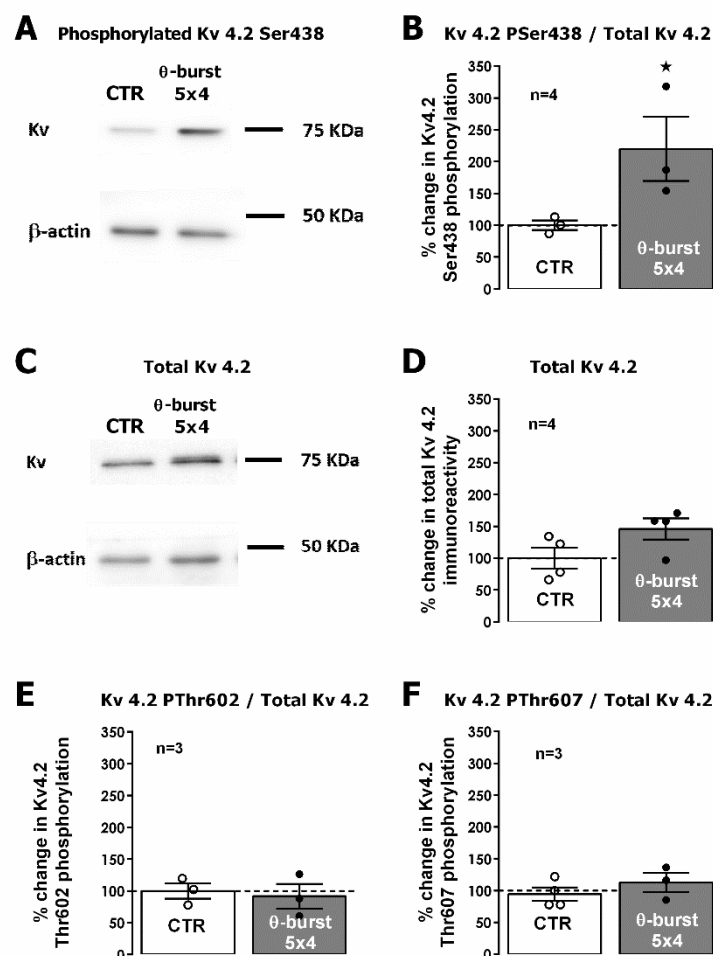 A Phosphorylated Kv 4.2 Ser438
CTR
θ-burst
5x4
Kv
75 KDa
β-actin
50 KDa
B Kv 4.2 PSer438 / Total Kv 4.2
% change in Kv4.2
Ser438 phosphorylation
350
300
250
200
150
100
50
0
n=4
★
CTR
θ-burst
5x4
C Total Kv 4.2
CTR
θ-burst
5x4
Kv
75 KDa
β-actin
50 KDa
D Total Kv 4.2
% change in total Kv 4.2
immunoreactivity
350
300
250
200
150
100
50
0
n=4
CTR
θ-burst
5x4
E Kv 4.2 PThr602 / Total Kv 4.2
% change in Kv4.2
Thr602 phosphorylation
350
300
250
200
150
100
50
n=3
CTR
θ-burst
5x4
F Kv 4.2 PThr607 / Total Kv 4.2
% change in Kv4.2
Thr607 phosphorylation
350
300
250
200
150
100
50
n=3
CTR
θ-burst
5x4